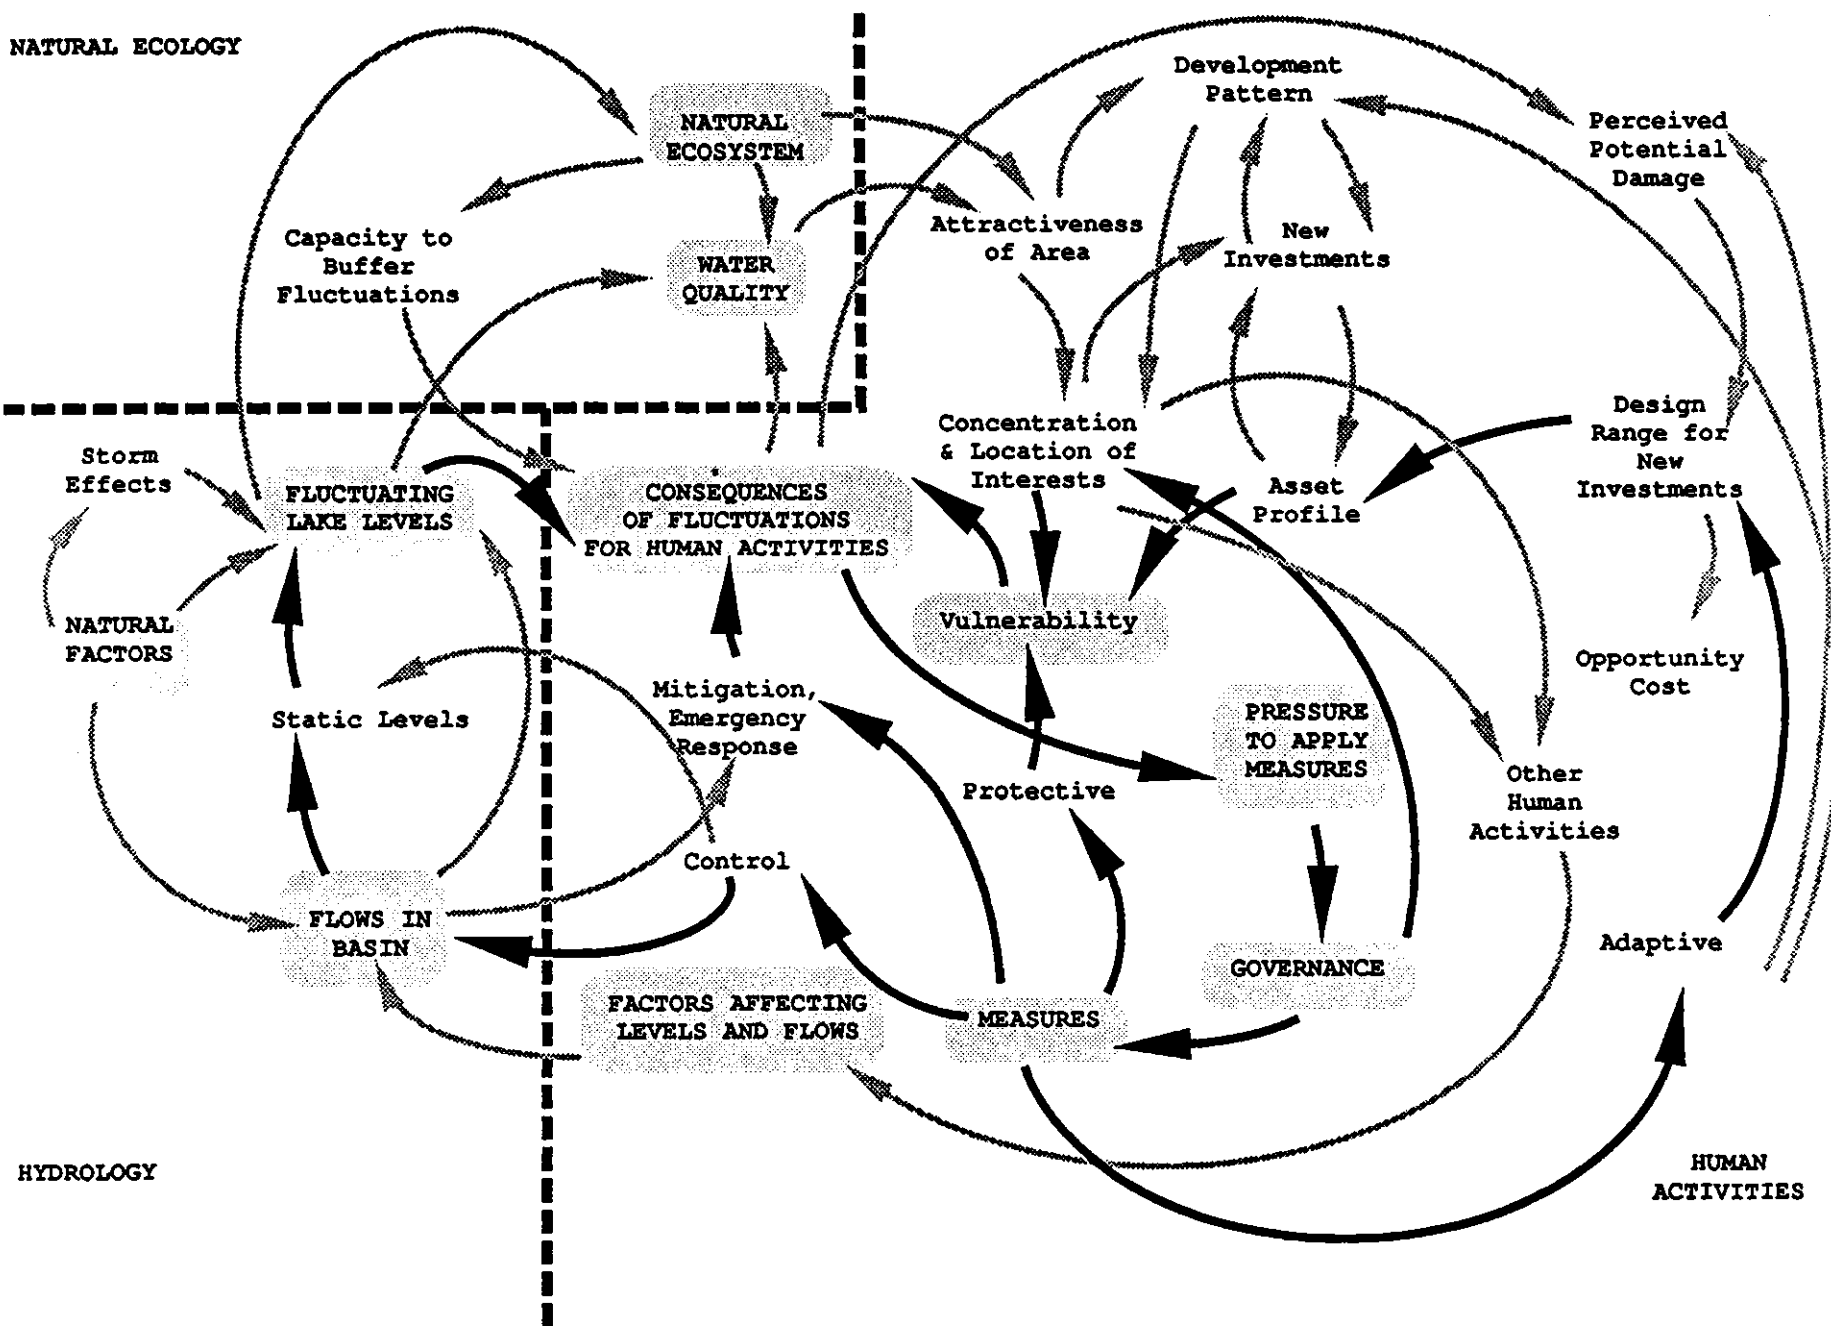 NATURAL ECOLOGY
NATURAL
ECOSYSTEM
Capacity to
Buffer
Fluctuations
WATER
QUALITY
Development
Pattern
Perceived
Potential
Damage
Attractiveness
of Area
New
Investments
Storm
Effects
FLUCTUATING
LAKE LEVELS
CONSEQUENCES
OF FLUCTUATIONS
FOR HUMAN ACTIVITIES
Concentration
& Location of
Interests
Asset
Profile
Design
Range for
New
Investments
NATURAL
FACTORS
Vulnerability
Opportunity
Cost
Static Levels
Mitigation,
Emergency
Response
PRESSURE
TO APPLY
MEASURES
Protective
Other
Human
Activities
Control
FLOWS IN
BASIN
GOVERNANCE
Adaptive
FACTORS AFFECTING
LEVELS AND FLOWS
MEASURES
HYDROLOGY
HUMAN
ACTIVITIES